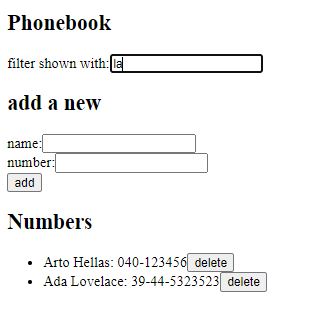 Phonebook
filter shown with: la
add a new
name:
number:
add
Numbers
Arto Hellas: 040-123456 delete
Ada Lovelace: 39-44-5323523 delete